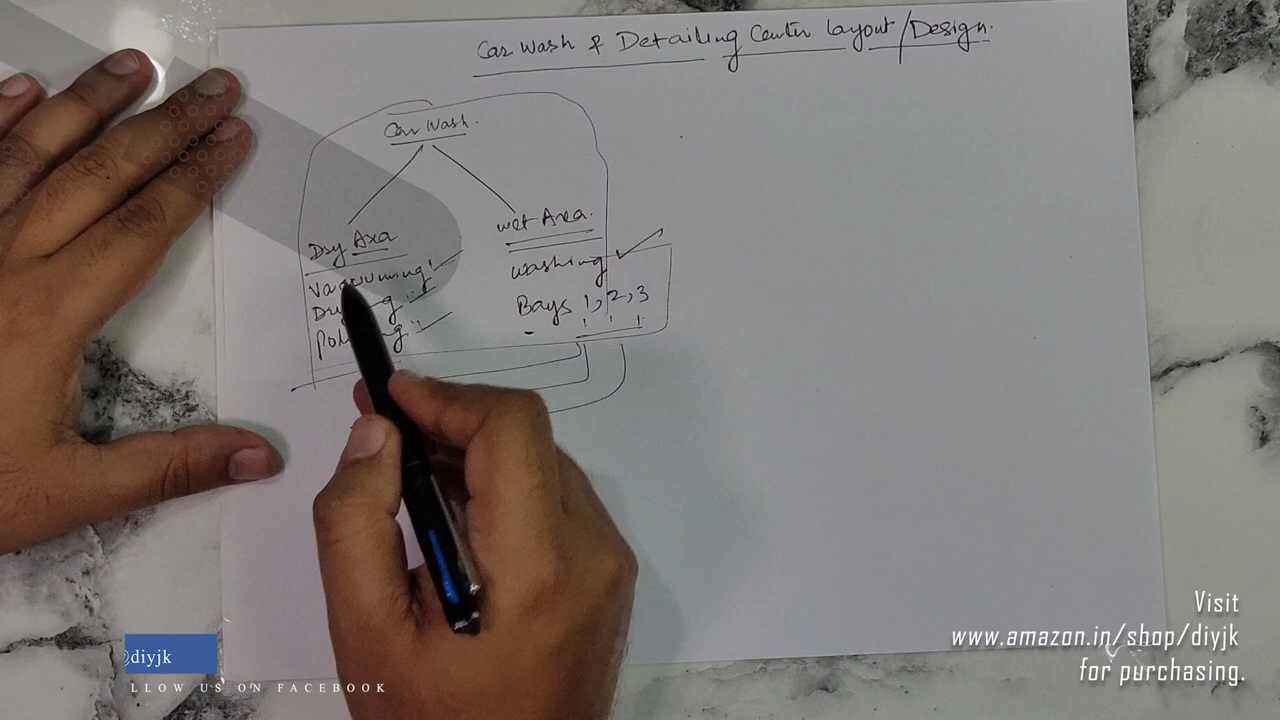 Car Wash & Detailing Center Layout/Design.
Car Wash.
Dry Area
wet Area.
Vacuuming
washing
Bays 1, 2, 3
Visit
www.amazon.in/shop/diyjk
for purchasing.
@diyjk
LLOW US ON FACEBOOK